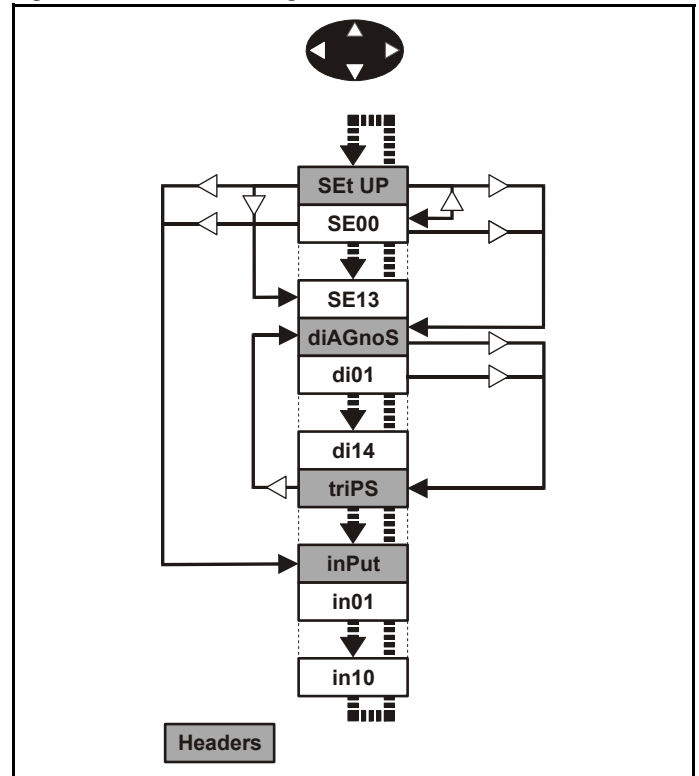 SEt UP
SE00
SE13
diAGnoS
di01
di14
triPS
inPut
in01
in10
Headers